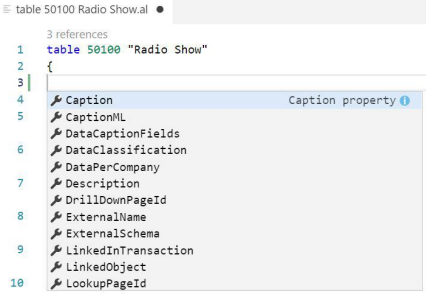 table 50100 Radio Show.al
3 references
1 table 50100 "Radio Show"
2 {
3
4 Caption Caption property
5 CaptionML
DataCaptionFields
6 DataClassification
DataPerCompany
7 Description
DrillDownPageId
8 ExternalName
ExternalSchema
9 LinkedInTransaction
LinkedObject
10 LookupPageId